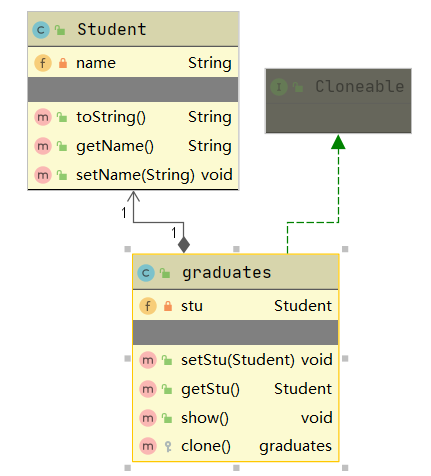 C Student
f name String
m toString() String
m getName() String
m setName(String) void
I Cloneable
1
1
C graduates
f stu Student
m setStu(Student) void
m getStu() Student
m show() void
m clone() graduates